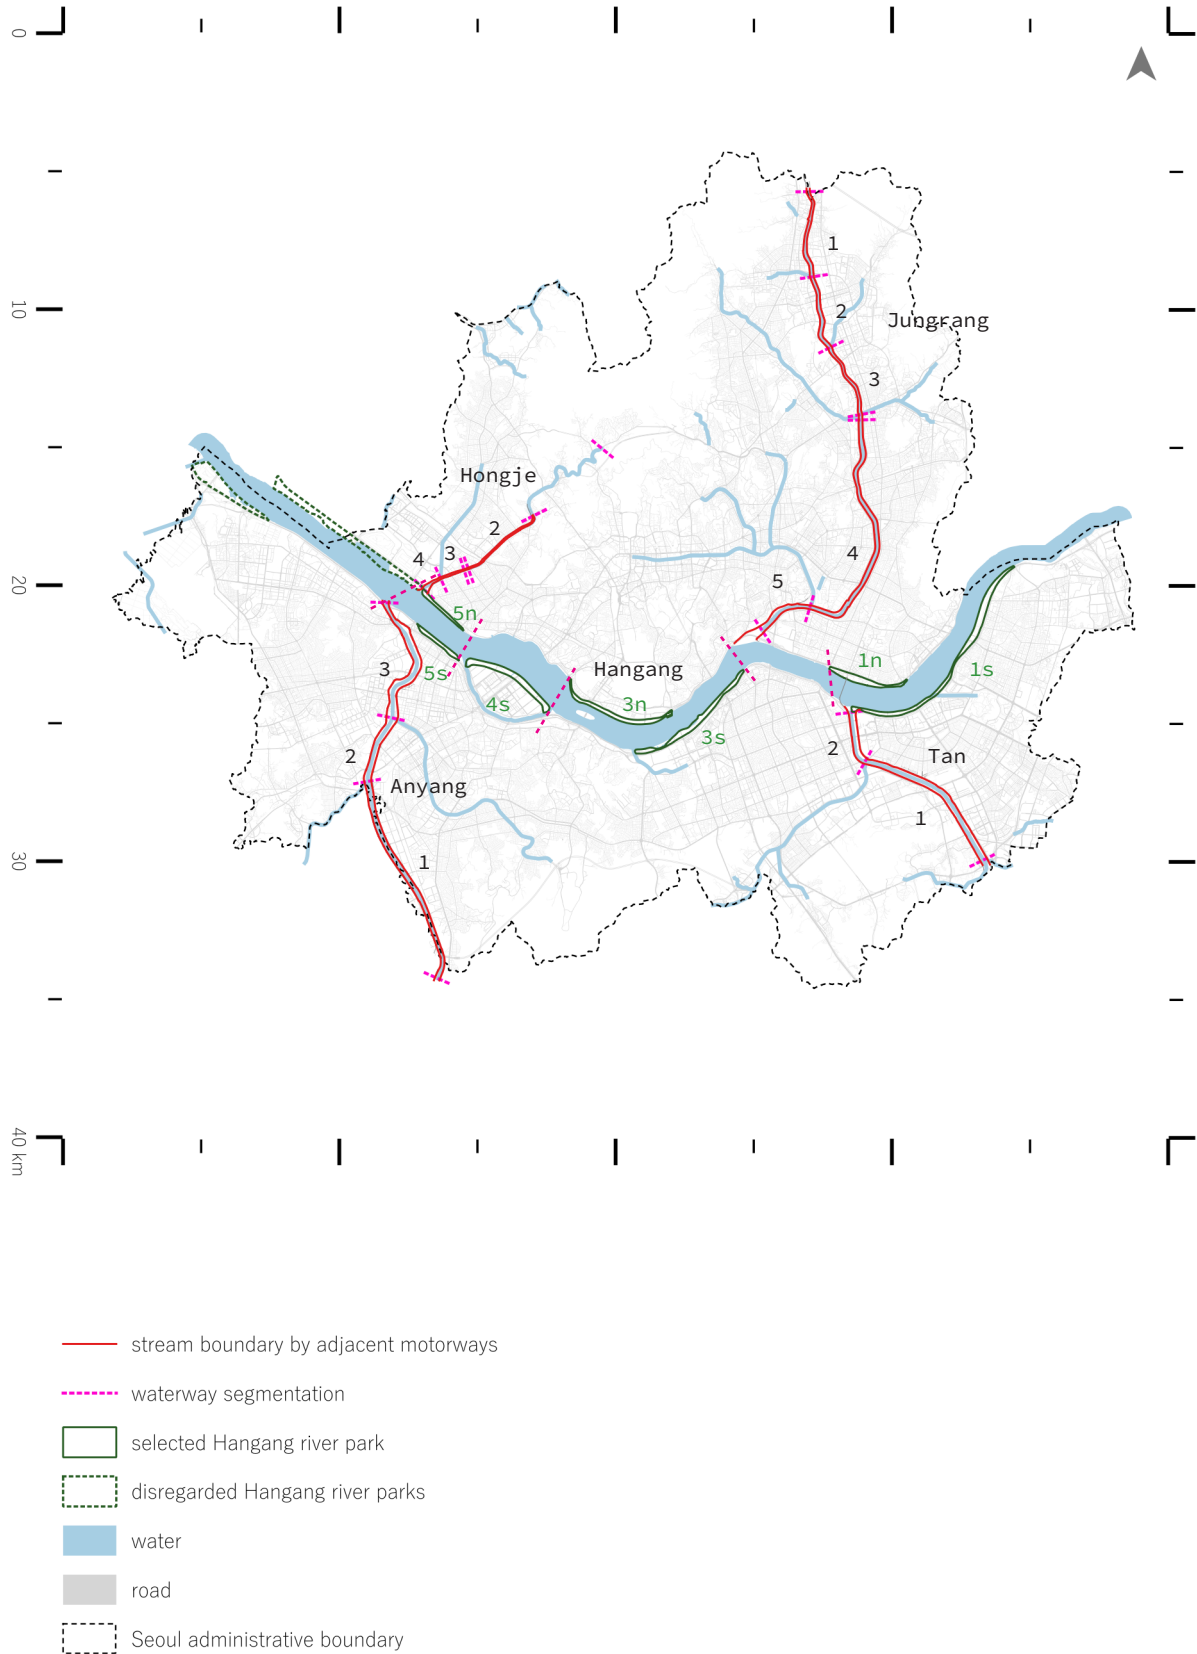 0
10
20
30
40 km
1
2
Jungrang
3
Hongje
2
3
4
4
5
5n
Hangang
1n
3
5s
1s
4s
3n
3s
2
2
Tan
Anyang
1
1
stream boundary by adjacent motorways
waterway segmentation
selected Hangang river park
disregarded Hangang river parks
water
road
Seoul administrative boundary